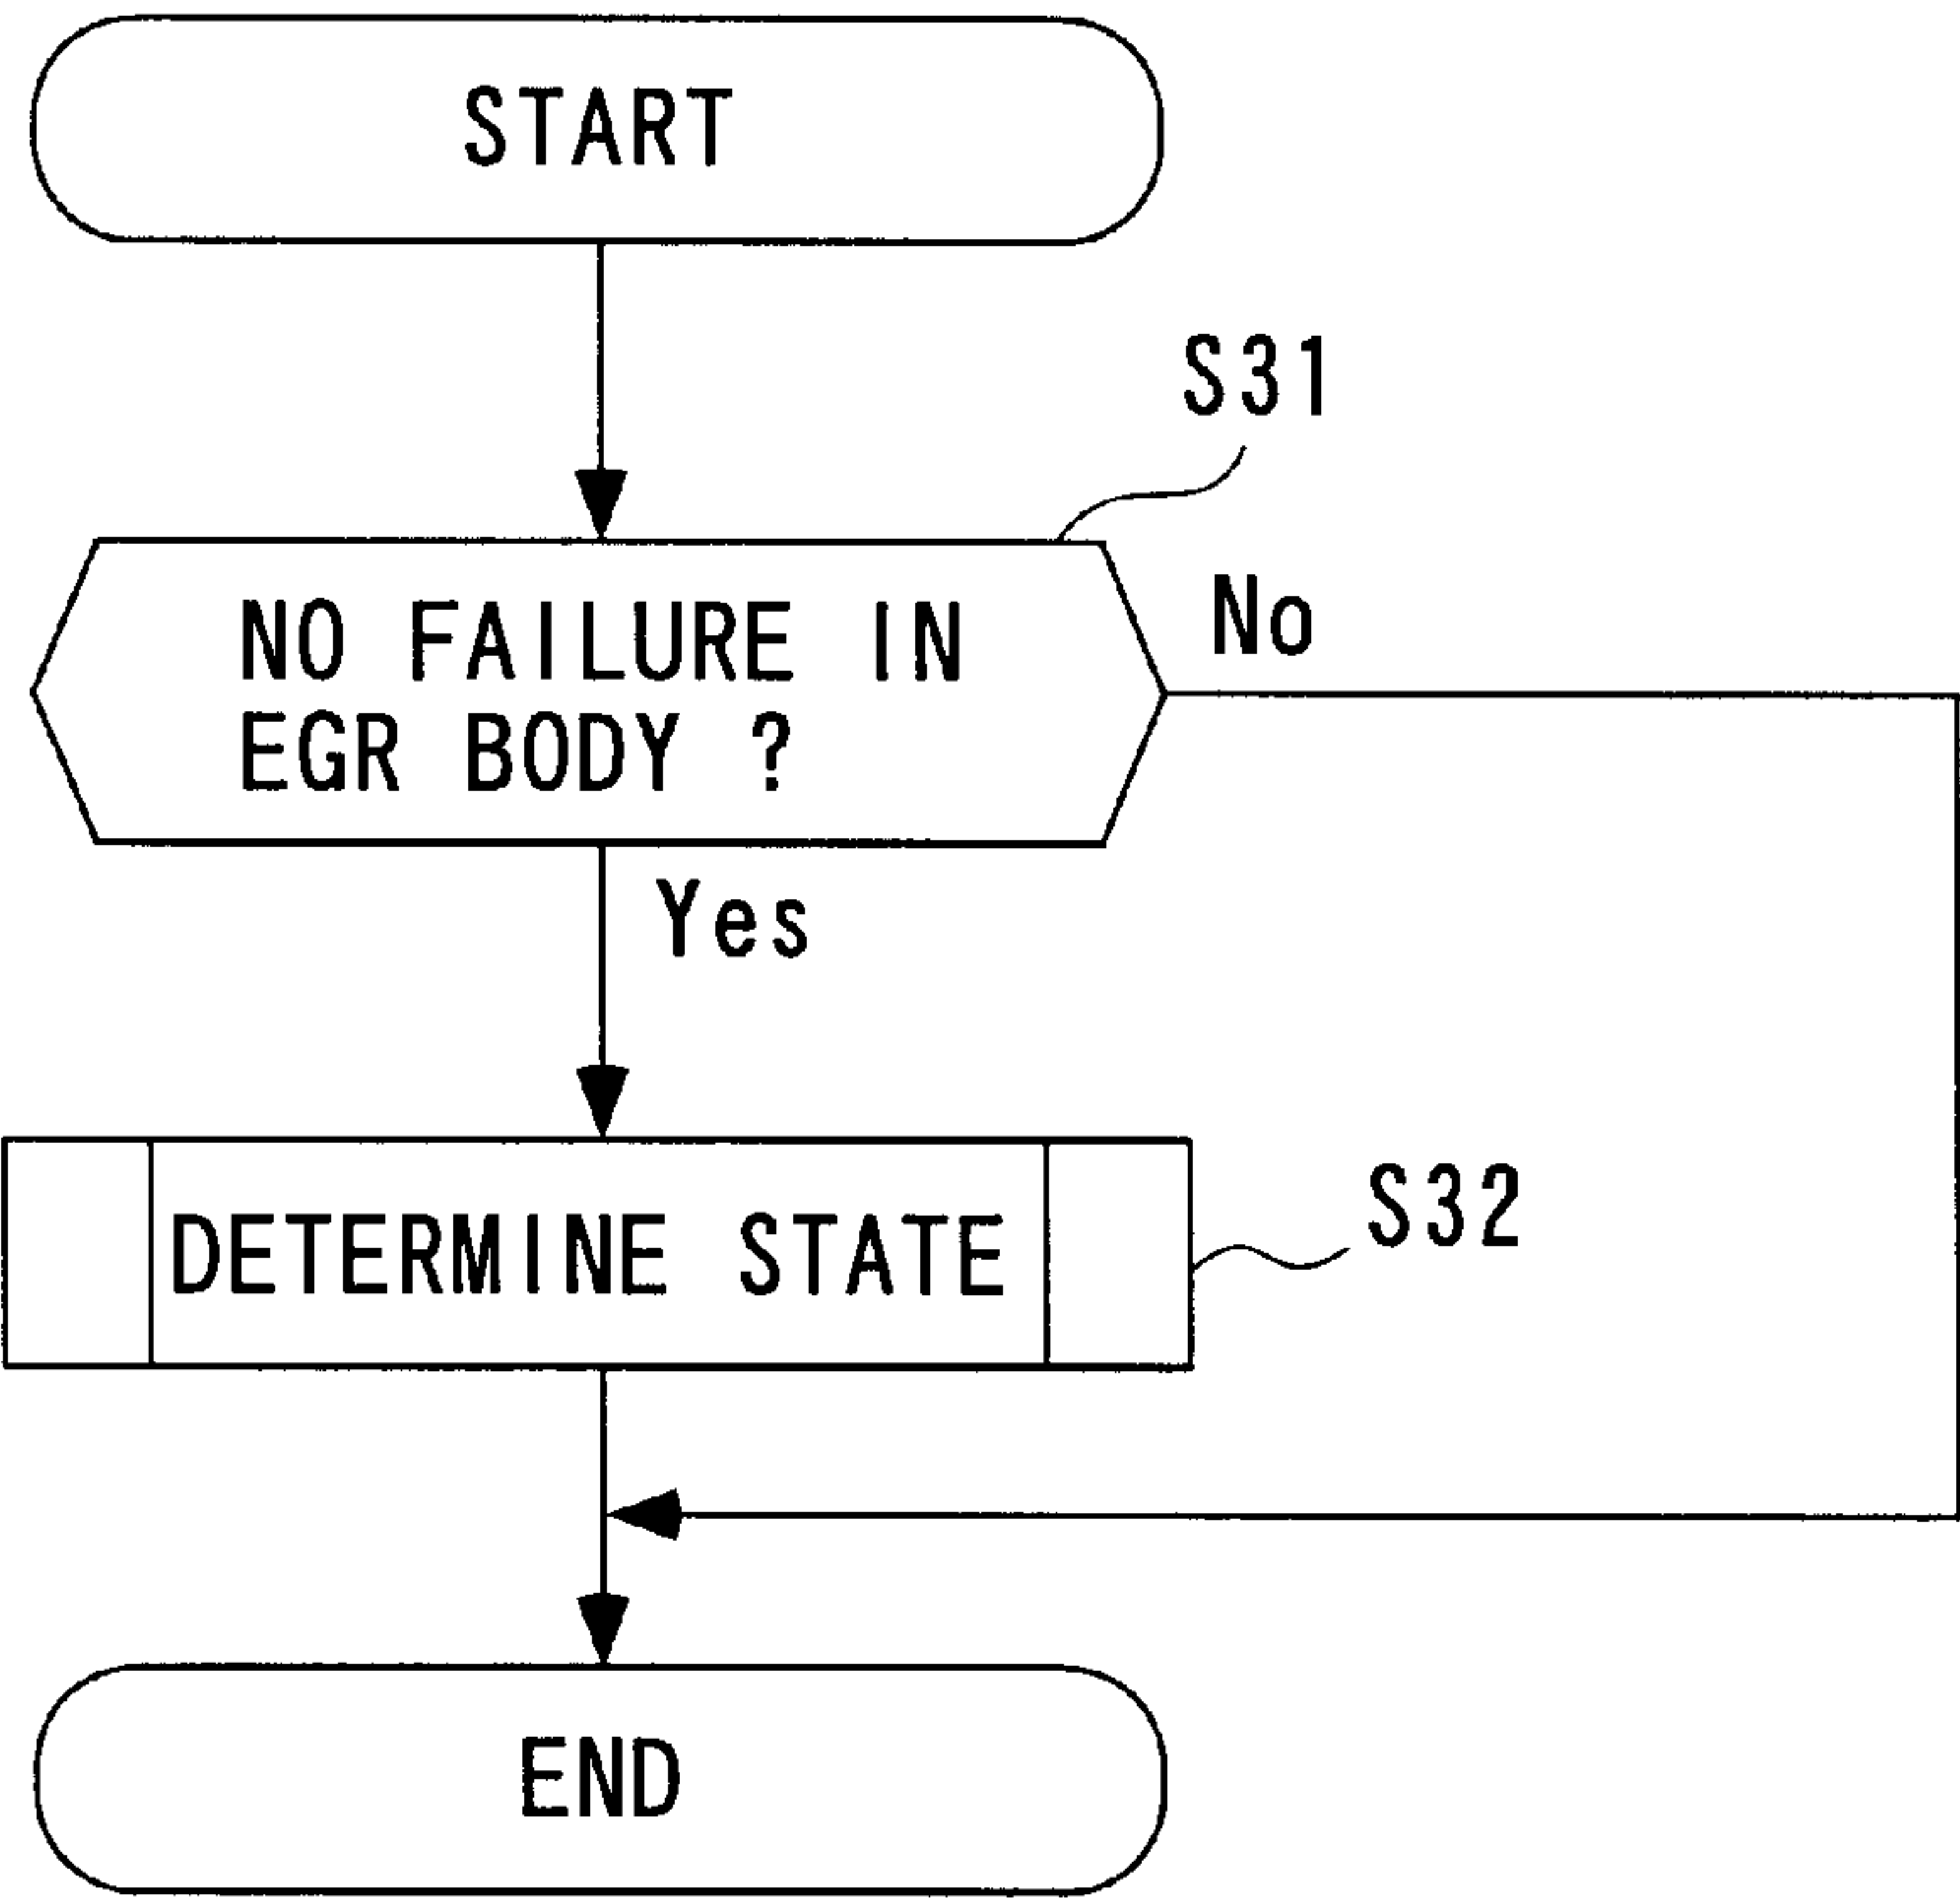 START
S31
NO FAILURE IN
EGR BODY ?
No
Yes
DETERMINE STATE
S32
END